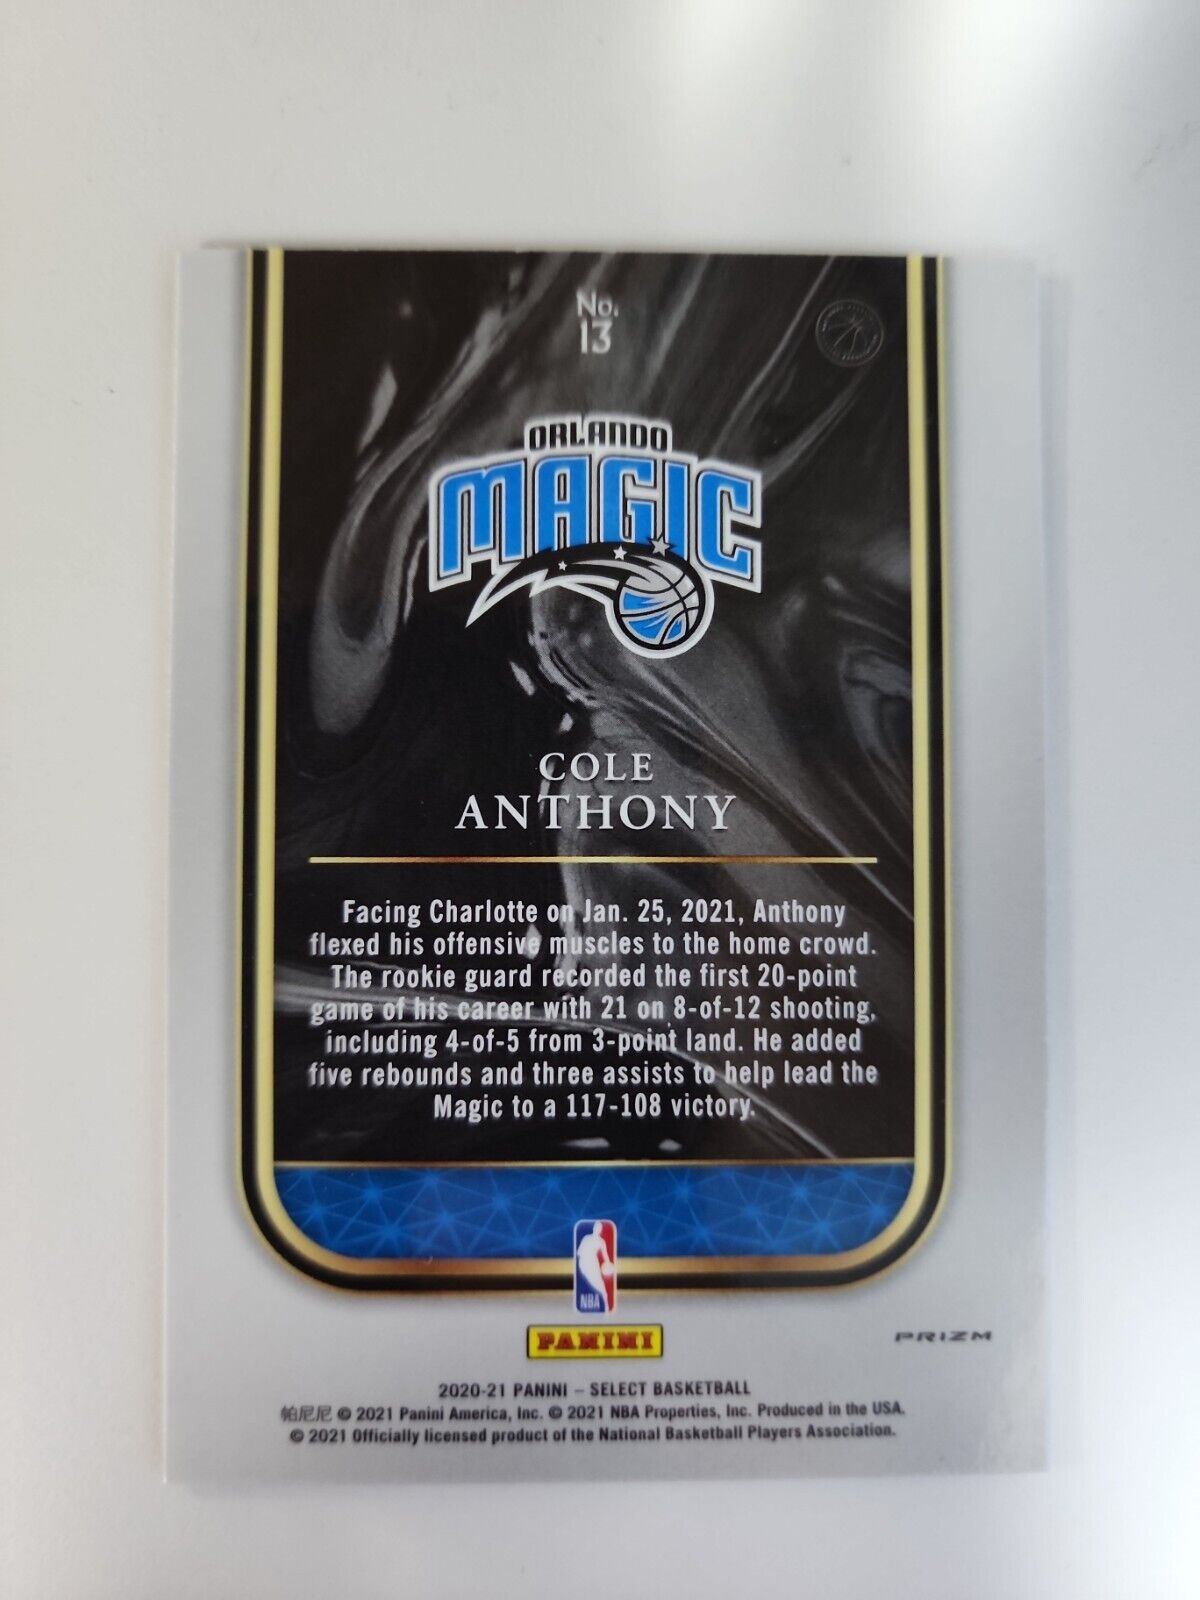 No.
13
ORLANDO
MAGIC
COLE
ANTHONY
Facing Charlotte on Jan. 25, 2021, Anthony
flexed his offensive muscles to the home crowd.
The rookie guard recorded the first 20-point
game of his career with 21 on 8-of-12 shooting,
including 4-of-5 from 3-point land. He added
five rebounds and three assists to help lead the
Magic to a 117-108 victory.
NBA
PANINI
PRIZM
2020-21 PANINI – SELECT BASKETBALL
帕尼尼 © 2021 Panini America, Inc. © 2021 NBA Properties, Inc. Produced in the USA.
© 2021 Officially licensed product of the National Basketball Players Association.